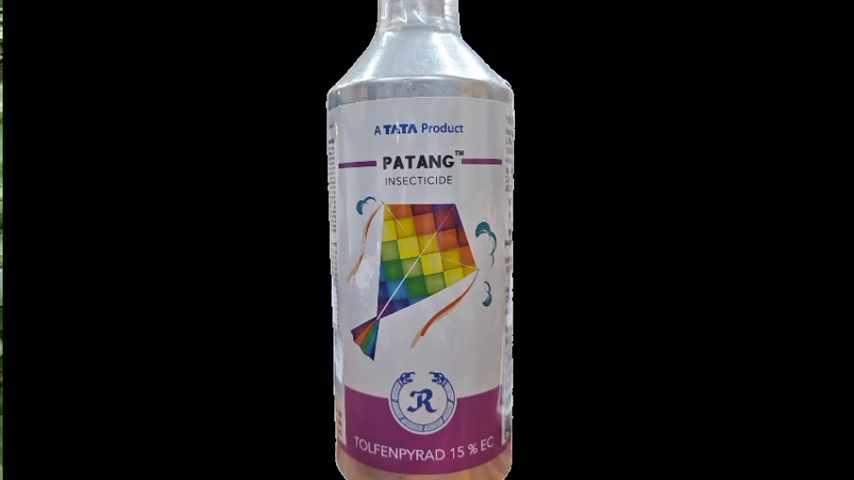 A TATA Product
PATANG™
INSECTICIDE
R
TOLFENPYRAD 15 % EC